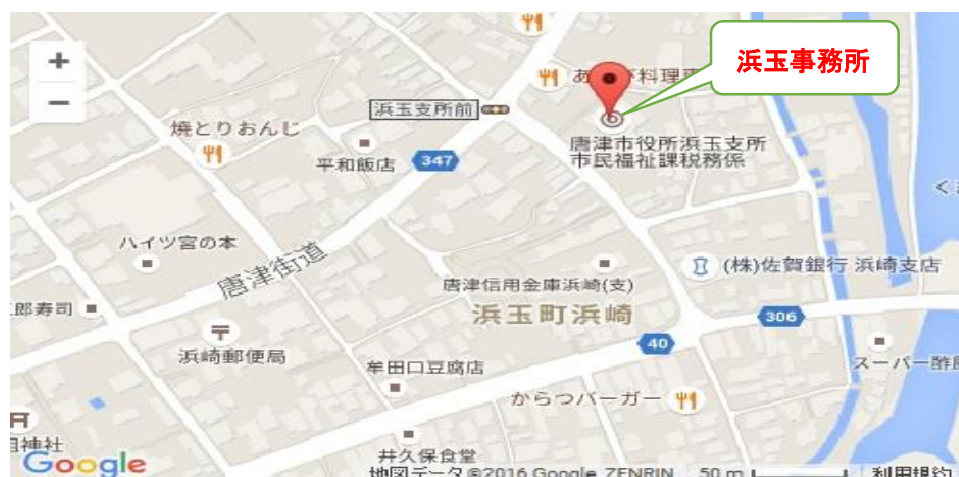 浜玉事務所
+
−
浜玉支所前
焼とりおんじ
平和飯店
347
唐津市役所浜玉支所
市民福祉課税務係
ハイツ宮の本
唐津街道
唐津信用金庫浜崎(支)
(株)佐賀銀行 浜崎支店
郎寿司
浜玉町浜崎
306
浜崎郵便局
40
牟田口豆腐店
スーパー酢
からつバーガー
神社
井久保食堂
Google
地図データ ©2016 Google, ZENRIN
50 m
利用規約